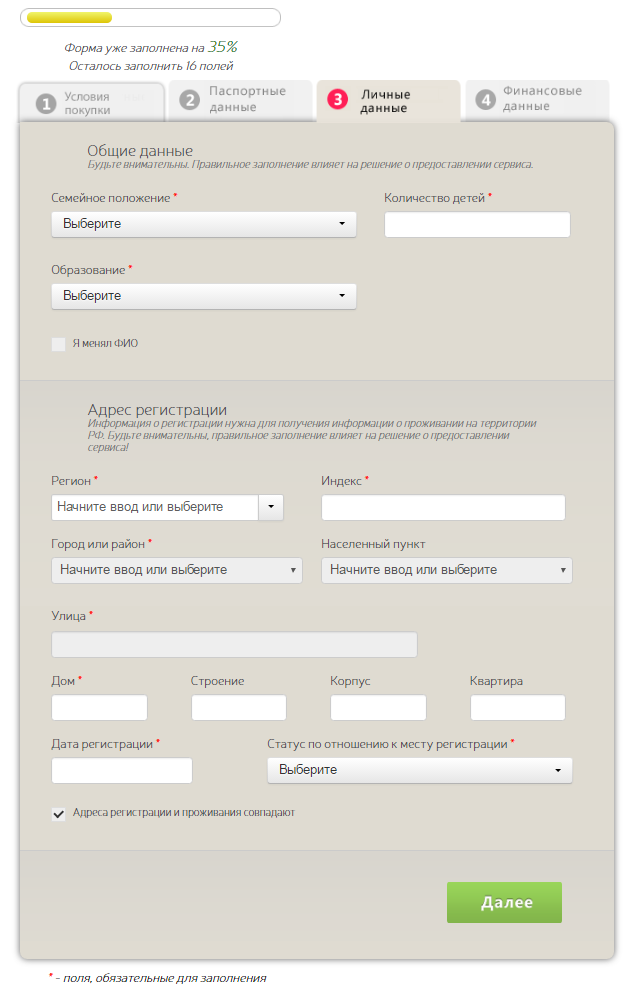 Форма уже заполнена на 35%
Осталось заполнить 16 полей
1 Условия покупки
2 Паспортные данные
3 Личные данные
4 Финансовые данные
Общие данные
Будьте внимательны. Правильное заполнение влияет на решение о предоставлении сервиса.
Семейное положение * Количество детей *
Выберите
Образование *
Выберите
Я менял ФИО
Адрес регистрации
Информация о регистрации нужна для получения информации о проживании на территории
РФ. Будьте внимательны, правильное заполнение влияет на решение о предоставлении
сервиса!
Регион * Индекс *
Начните ввод или выберите
Город или район * Населенный пункт
Начните ввод или выберите Начните ввод или выберите
Улица *
Дом * Строение Корпус Квартира
Дата регистрации * Статус по отношению к месту регистрации *
Выберите
Адреса регистрации и проживания совпадают
Далее
* - поля, обязательные для заполнения